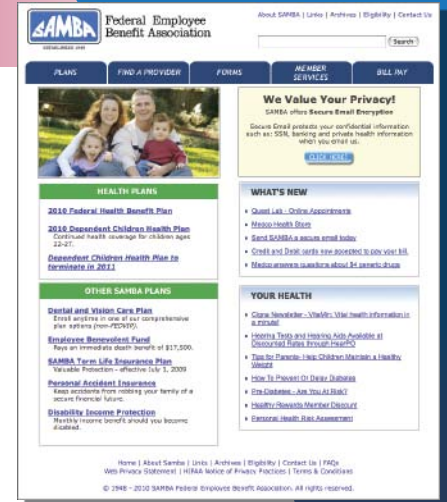 About SAMBA | Links | Archives | Eligibility | Contact Us
SAMBA
ESTABLISHED 1948
Federal Employee
Benefit Association
Search
PLANS
FIND A PROVIDER
FORMS
MEMBER
SERVICES
BILL PAY
We Value Your Privacy!
SAMBA offers Secure Email Encryption
Secure Email protects your confidential information
such as: SSN, banking and private health information
when you email us.
CLICK HERE!
HEALTH PLANS
2010 Federal Health Benefit Plan
2010 Dependent Children Health Plan
Continued health coverage for children ages
22-27.
Dependent Children Health Plan to
terminate in 2011
WHAT'S NEW
Quest Lab - Online Appointments
Medco Health Store
Send SAMBA a secure email today
Credit and Debit cards now accepted to pay your bill.
Medco answers questions about $4 generic drugs
OTHER SAMBA PLANS
Dental and Vision Care Plan
Enroll anytime in one of our comprehensive
plan options (non-FEDVIP).
Employee Benevolent Fund
Pays an immediate death benefit of $17,500.
SAMBA Term Life Insurance Plan
Valuable Protection - effective July 1, 2009
Personal Accident Insurance
Keep accidents from robbing your family of a
secure financial future.
Disability Income Protection
Monthly income benefit should you become
disabled.
YOUR HEALTH
Cigna Newsletter - VitaMin: Vital health information in
a minute!
Hearing Tests and Hearing Aids Available at
Discounted Rates through HearPO
Tips for Parents- Help Children Maintain a Healthy
Weight
How To Prevent Or Delay Diabetes
Pre-Diabetes - Are You At Risk?
Healthy Rewards Member Discount
Personal Health Risk Assessment
Home | About Samba | Links | Archives | Eligibility | Contact Us | FAQs
Web Privacy Statement | HIPAA Notice of Privacy Practices | Terms & Conditions
© 1948 - 2010 SAMBA Federal Employee Benefit Association. All rights reserved.